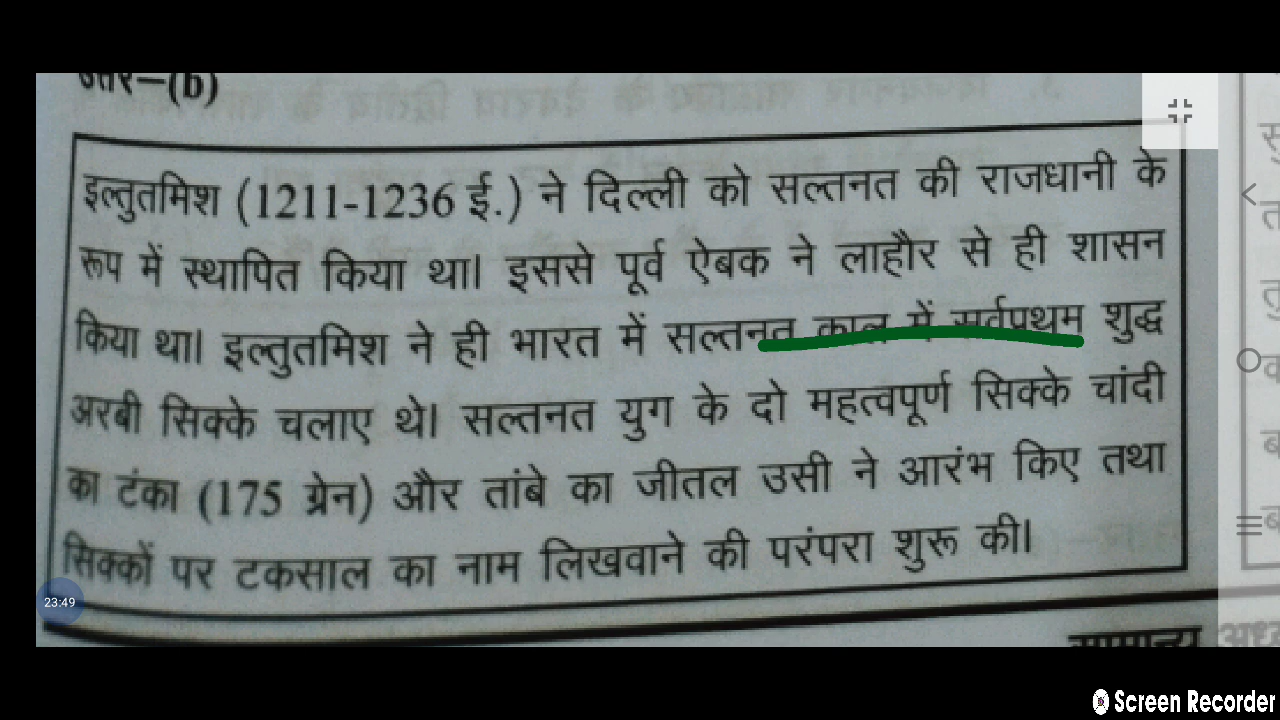 उत्तर–(b)
इल्तुतमिश (1211-1236 ई.) ने दिल्ली को सल्तनत की राजधानी के
रूप में स्थापित किया था। इससे पूर्व ऐबक ने लाहौर से ही शासन
किया था। इल्तुतमिश ने ही भारत में सल्तनत काल में सर्वप्रथम शुद्ध
अरबी सिक्के चलाए थे। सल्तनत युग के दो महत्वपूर्ण सिक्के चांदी
का टंका (175 ग्रेन) और तांबे का जीतल उसी ने आरंभ किए तथा
सिक्कों पर टकसाल का नाम लिखवाने की परंपरा शुरू की।
23:49
सामान्य
Screen Recorder